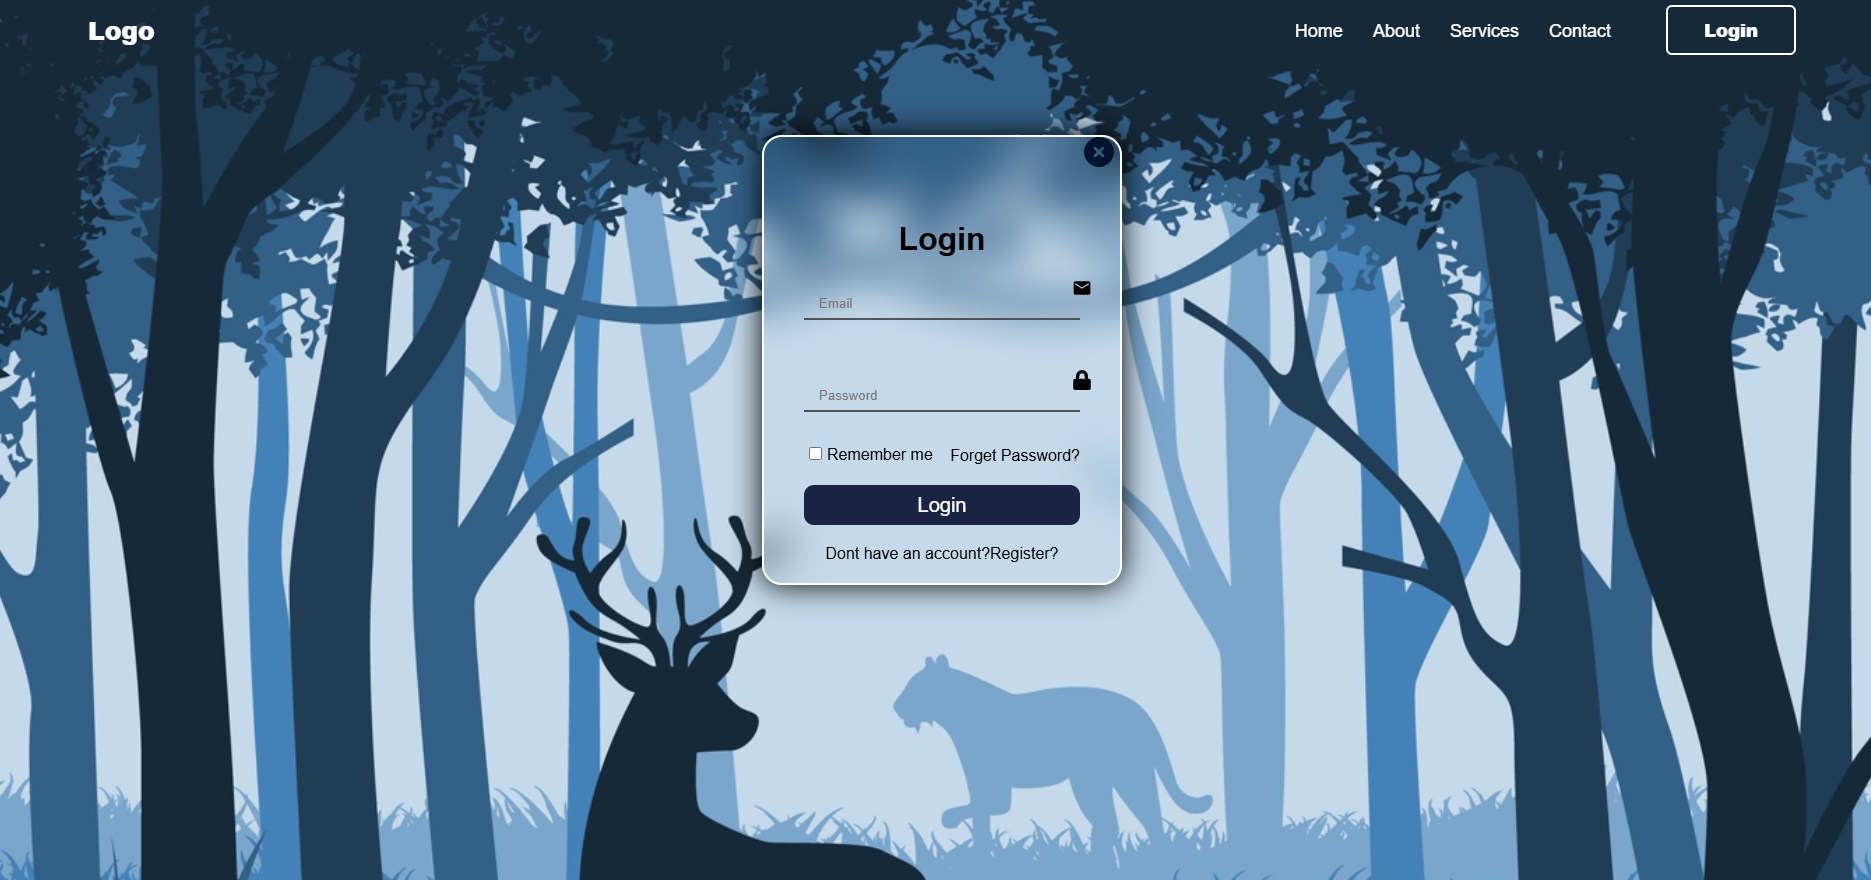 Logo
Home About Services Contact Login
Login
Email
Password
Remember me Forget Password?
Login
Dont have an account?Register?